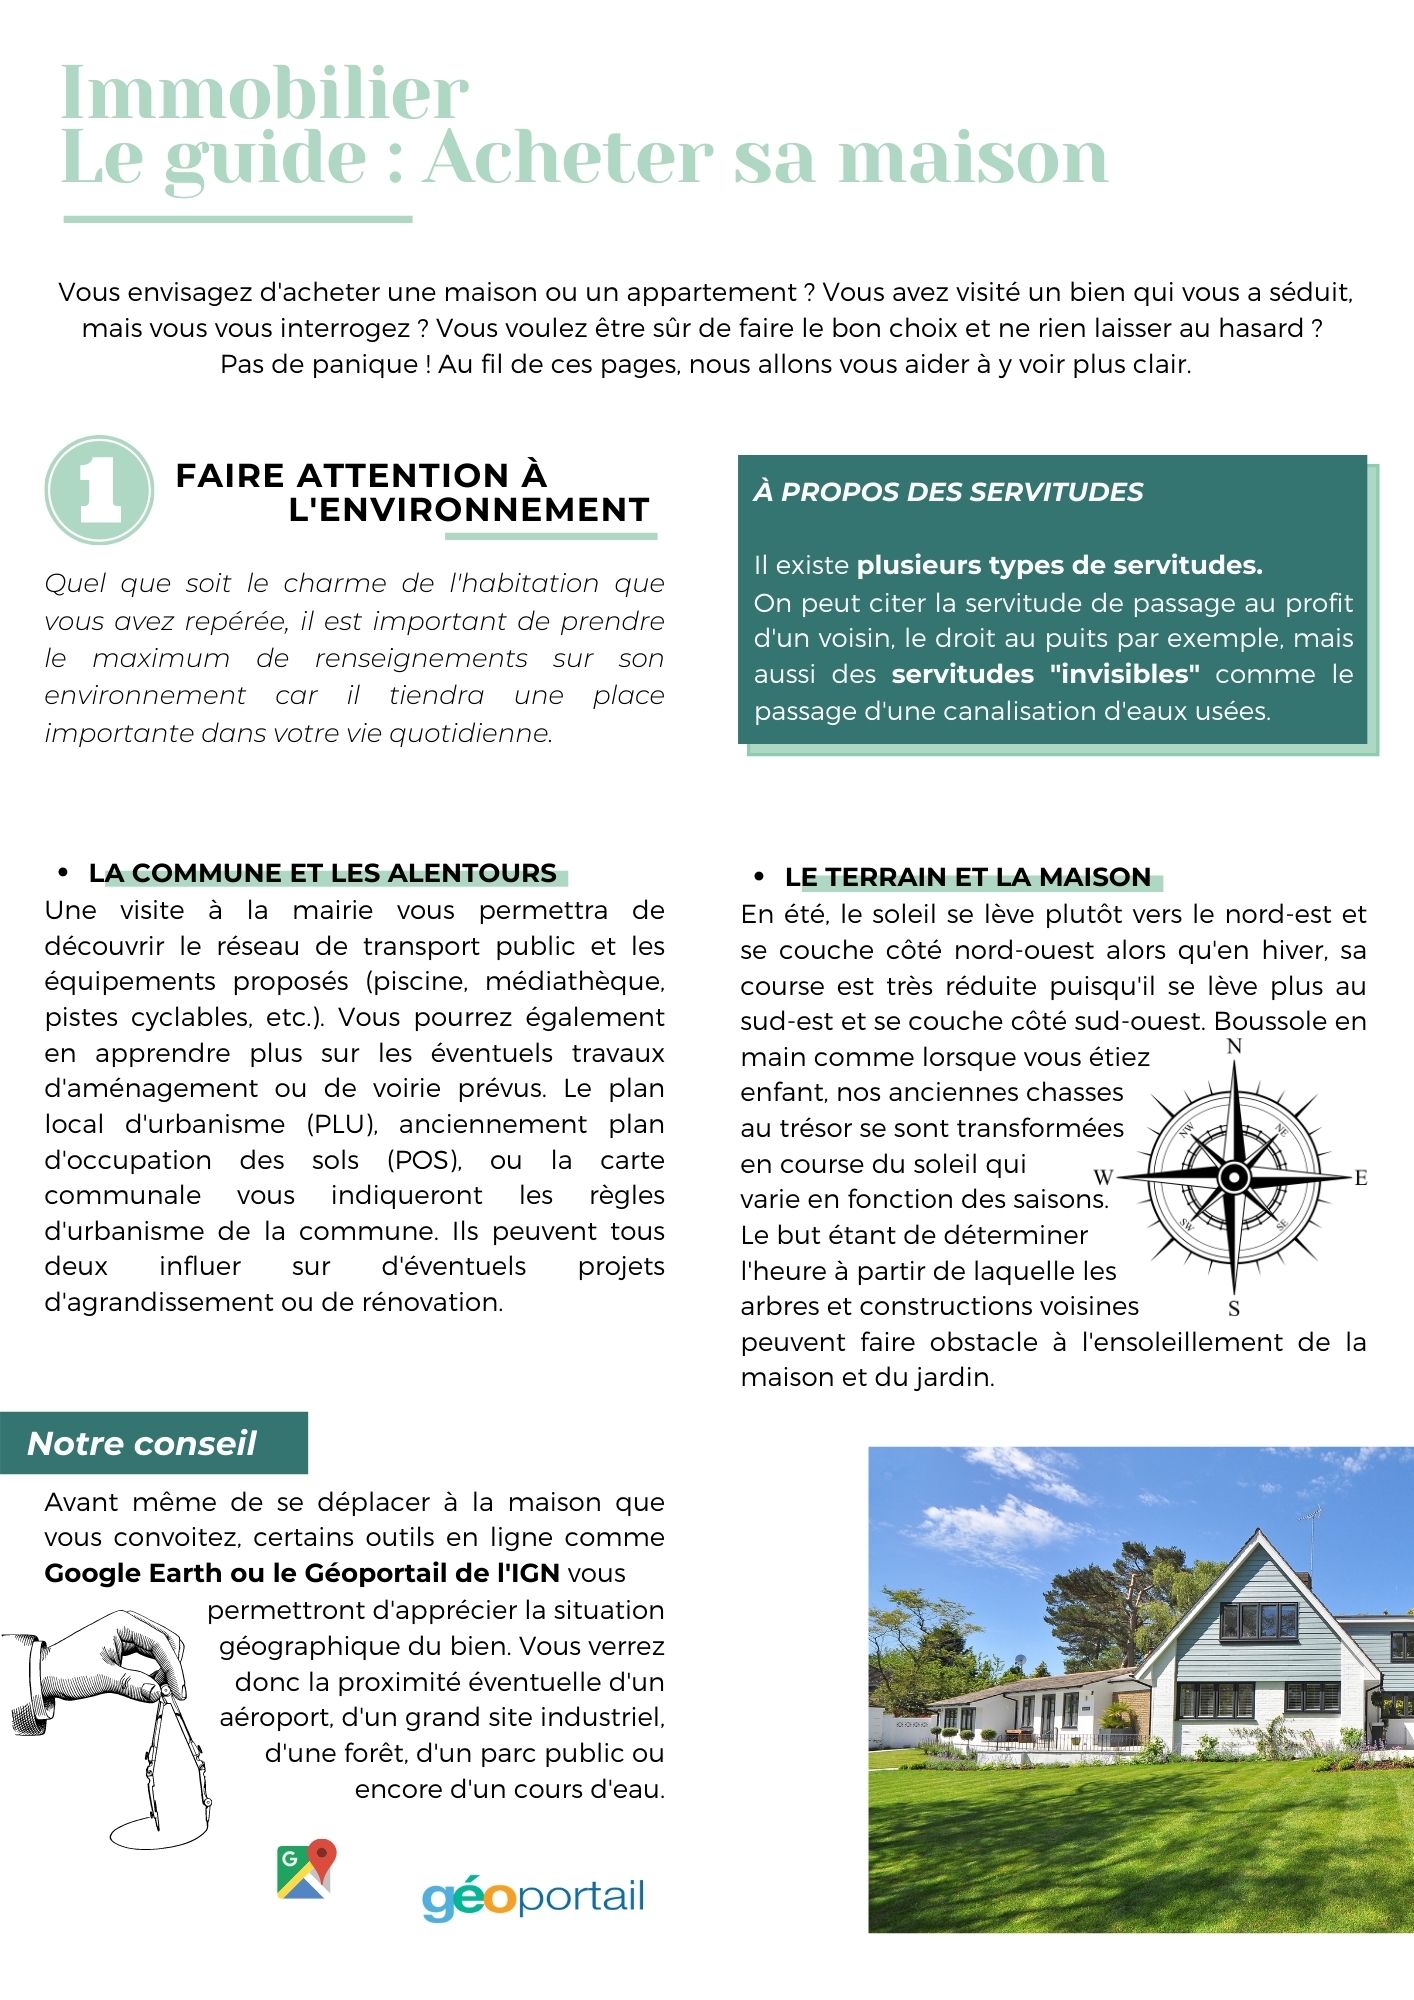 Immobilier
Le guide : Acheter sa maison
Vous envisagez d'acheter une maison ou un appartement ? Vous avez visité un bien qui vous a séduit,
mais vous vous interrogez ? Vous voulez être sûr de faire le bon choix et ne rien laisser au hasard ?
Pas de panique ! Au fil de ces pages, nous allons vous aider à y voir plus clair.
1
FAIRE ATTENTION À
L'ENVIRONNEMENT
Quel que soit le charme de l'habitation que
vous avez repérée, il est important de prendre
le maximum de renseignements sur son
environnement car il tiendra une place
importante dans votre vie quotidienne.
À PROPOS DES SERVITUDES
Il existe plusieurs types de servitudes.
On peut citer la servitude de passage au profit
d'un voisin, le droit au puits par exemple, mais
aussi des servitudes "invisibles" comme le
passage d'une canalisation d'eaux usées.
• LA COMMUNE ET LES ALENTOURS
Une visite à la mairie vous permettra de
découvrir le réseau de transport public et les
équipements proposés (piscine, médiathèque,
pistes cyclables, etc.). Vous pourrez également
en apprendre plus sur les éventuels travaux
d'aménagement ou de voirie prévus. Le plan
local d'urbanisme (PLU), anciennement plan
d'occupation des sols (POS), ou la carte
communale vous indiqueront les règles
d'urbanisme de la commune. Ils peuvent tous
deux influer sur d'éventuels projets
d'agrandissement ou de rénovation.
• LE TERRAIN ET LA MAISON
En été, le soleil se lève plutôt vers le nord-est et
se couche côté nord-ouest alors qu'en hiver, sa
course est très réduite puisqu'il se lève plus au
sud-est et se couche côté sud-ouest. Boussole en
main comme lorsque vous étiez
enfant, nos anciennes chasses
au trésor se sont transformées
en course du soleil qui
varie en fonction des saisons.
Le but étant de déterminer
l'heure à partir de laquelle les
arbres et constructions voisines
peuvent faire obstacle à l'ensoleillement de la
maison et du jardin.
N
NW
NE
W
E
SW
SE
S
Notre conseil
Avant même de se déplacer à la maison que
vous convoitez, certains outils en ligne comme
Google Earth ou le Géoportail de l'IGN vous
permettront d'apprécier la situation
géographique du bien. Vous verrez
donc la proximité éventuelle d'un
aéroport, d'un grand site industriel,
d'une forêt, d'un parc public ou
encore d'un cours d'eau.
G
géoportail